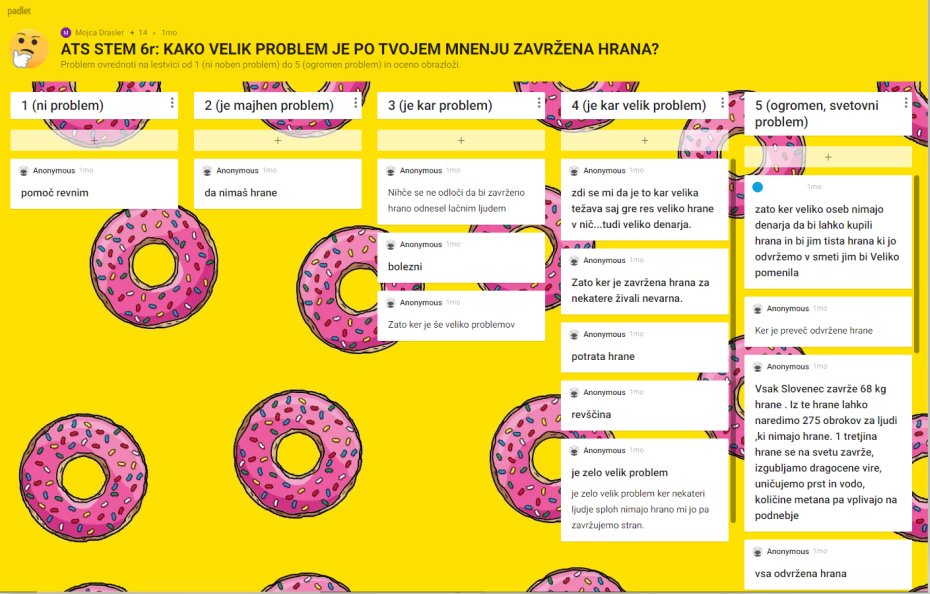 padlet
Mojca Drasler + 14 • 1mo
ATS STEM 6r: KAKO VELIK PROBLEM JE PO TVOJEM MNENJU ZAVRŽENA HRANA?
Problem ovrednoti na lestvici od 1 (ni noben problem) do 5 (ogromen problem) in oceno obrazloži.
1 (ni problem)
+
Anonymous 1mo
pomoč revnim
2 (je majhen problem)
+
Anonymous 1mo
da nimaš hrane
3 (je kar problem)
+
Anonymous 1mo
Nihče se ne odloči da bi zavrženo
hrano odnesel lačnim ljudem
Anonymous 1mo
bolezni
Anonymous 1mo
Zato ker je še veliko problemov
4 (je kar velik problem)
+
Anonymous 1mo
zdi se mi da je to kar velika
težava saj gre res veliko hrane
v nič...tudi veliko denarja.
Anonymous 1mo
Zato ker je zavržena hrana za
nekatere živali nevarna.
Anonymous 1mo
potrata hrane
Anonymous 1mo
revščina
Anonymous 1mo
je zelo velik problem
je zelo velik problem ker nekateri
ljudje sploh nimajo hrano mi jo pa
zavržujemo stran.
5 (ogromen, svetovni
problem)
+
1mo
zato ker veliko oseb nimajo
denarja da bi lahko kupili
hrana in bi jim tista hrana ki jo
odvržemo v smeti jim bi Veliko
pomenila
Anonymous 1mo
Ker je preveč odvržene hrane
Anonymous 1mo
Vsak Slovenec zavrže 68 kg
hrane . Iz te hrane lahko
naredimo 275 obrokov za ljudi
,ki nimajo hrane. 1 tretjina
hrane se na svetu zavrže,
izgubljamo dragocene vire,
uničujemo prst in vodo,
količine metana pa vplivajo na
podnebje
Anonymous 1mo
vsa odvržena hrana